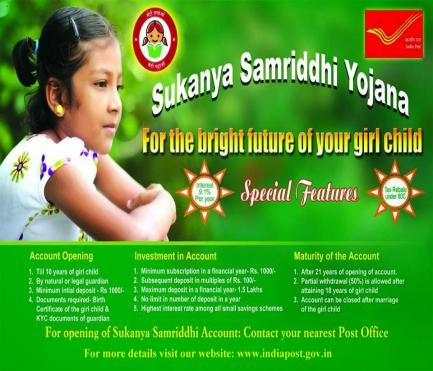 बेटी बचाओ
बेटी पढ़ाओ
भारतीय डाक
India Post
Sukanya Samriddhi Yojana
For the bright future of your girl child
Interest
9.1%
Per year
Special Features
Tax Rebate
under 80C
Account Opening
1. Till 10 years of girl child
2. By natural or legal guardian
3. Minimum intial deposit - Rs 1000/-
4. Documents required- Birth
Certificate of the girl child &
KYC documents of guardian
Investment in Account
1. Minimum subscription in a financial year- Rs. 1000/-
2. Subsequent deposit in multiples of Rs. 100/-
3. Maximum deposit in a financial year- 1.5 Lakhs
4. No limit in number of deposit in a year
5. Highest interest rate among all small savings schemes
Maturity of the Account
1. After 21 years of opening of account.
2. Partial withdrawal (50%) is allowed after
attaining 18 years of girl child
3. Account can be closed after marriage
of the girl child
For opening of Sukanya Samriddhi Account: Contact your nearest Post Office
For more details visit our website: www.indiapost.gov.in